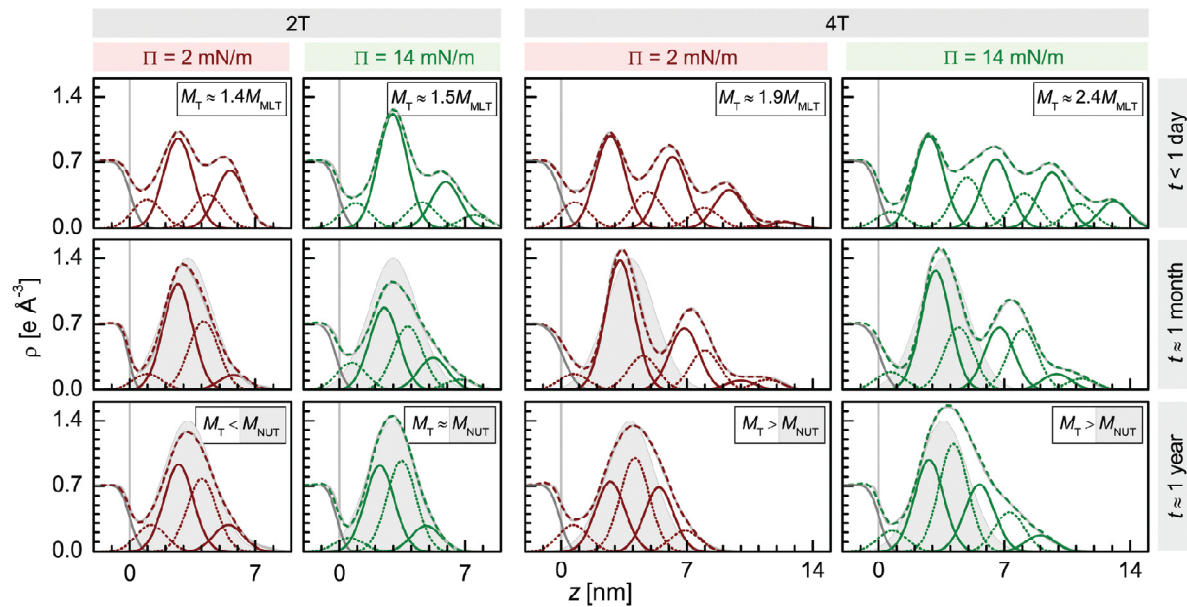 2T 4T
Π = 2 mN/m Π = 14 mN/m Π = 2 mN/m Π = 14 mN/m
M_T ≈ 1.4M_MLT M_T ≈ 1.5M_MLT M_T ≈ 1.9M_MLT M_T ≈ 2.4M_MLT
1.4
0.7
0.0
t < 1 day
1.4
0.7
0.0
t ≈ 1 month
ρ [e Å⁻³]
M_T < M_NUT M_T ≈ M_NUT M_T > M_NUT M_T > M_NUT
1.4
0.7
0.0
t ≈ 1 year
0 7 0 7 0 7 14 0 7 14
z [nm]